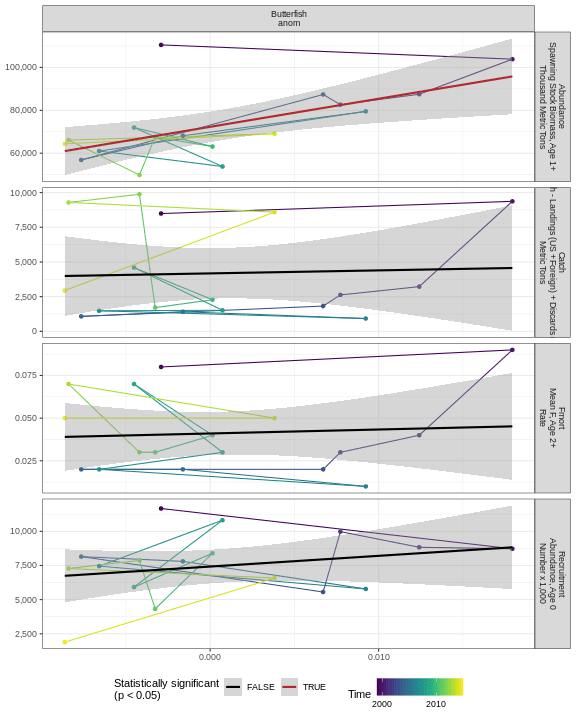 Butterfish
anom
100,000
80,000
60,000
Abundance
Spawning Stock Biomass, Age 1+
Thousand Metric Tons
10,000
7,500
5,000
2,500
0
Catch
h - Landings (US +Foreign) + Discards
Metric Tons
0.075
0.050
0.025
Fmort
Mean F, Age 2+
Rate
10,000
7,500
5,000
2,500
Recruitment
Abundance, Age 0
Number x 1,000
0.000
0.010
Statistically significant
(p < 0.05)
FALSE
TRUE
Time
2000
2010